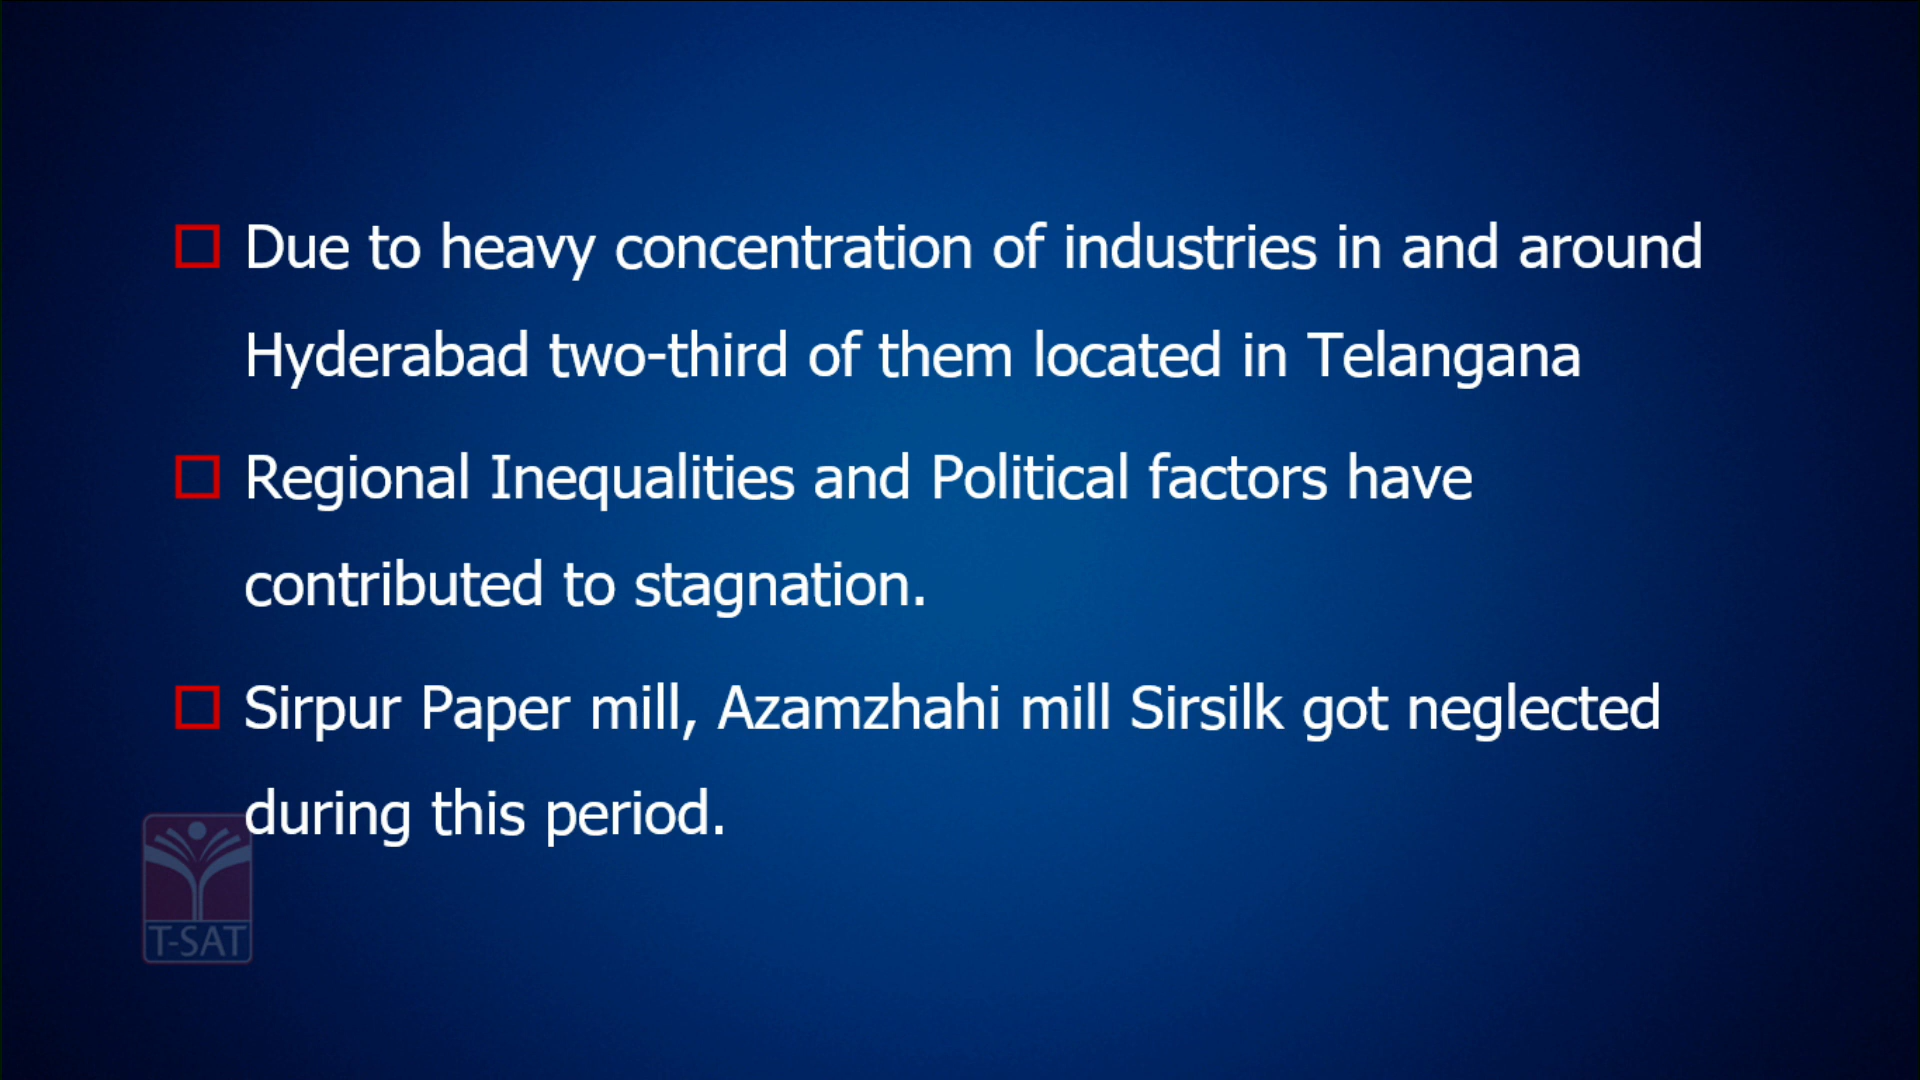 Due to heavy concentration of industries in and around
Hyderabad two-third of them located in Telangana
Regional Inequalities and Political factors have
contributed to stagnation.
Sirpur Paper mill, Azamzhahi mill Sirsilk got neglected
during this period.
T-SAT